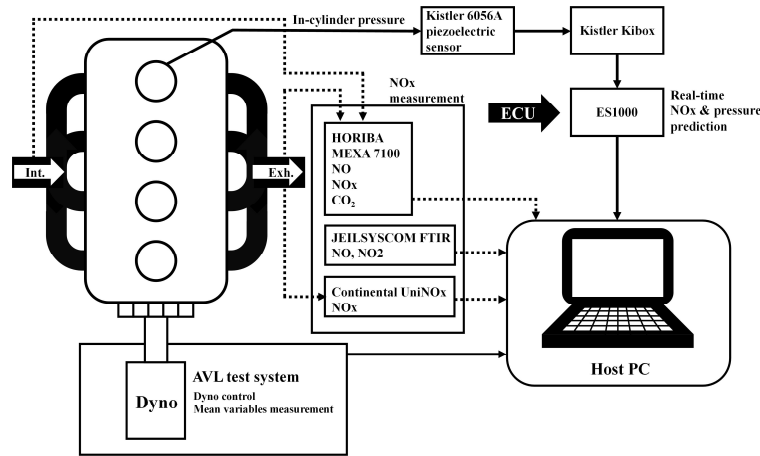 In-cylinder pressure
Kistler 6056A
piezoelectric
sensor
Kistler Kibox
NOx
measurement
ECU
ES1000
Real-time
NOx & pressure
prediction
Int.
Exh.
HORIBA
MEXA 7100
NO
NOx
CO₂
JEILSYSCOM FTIR
NO, NO2
Continental UniNOx
NOx
Host PC
Dyno
AVL test system
Dyno control
Mean variables measurement